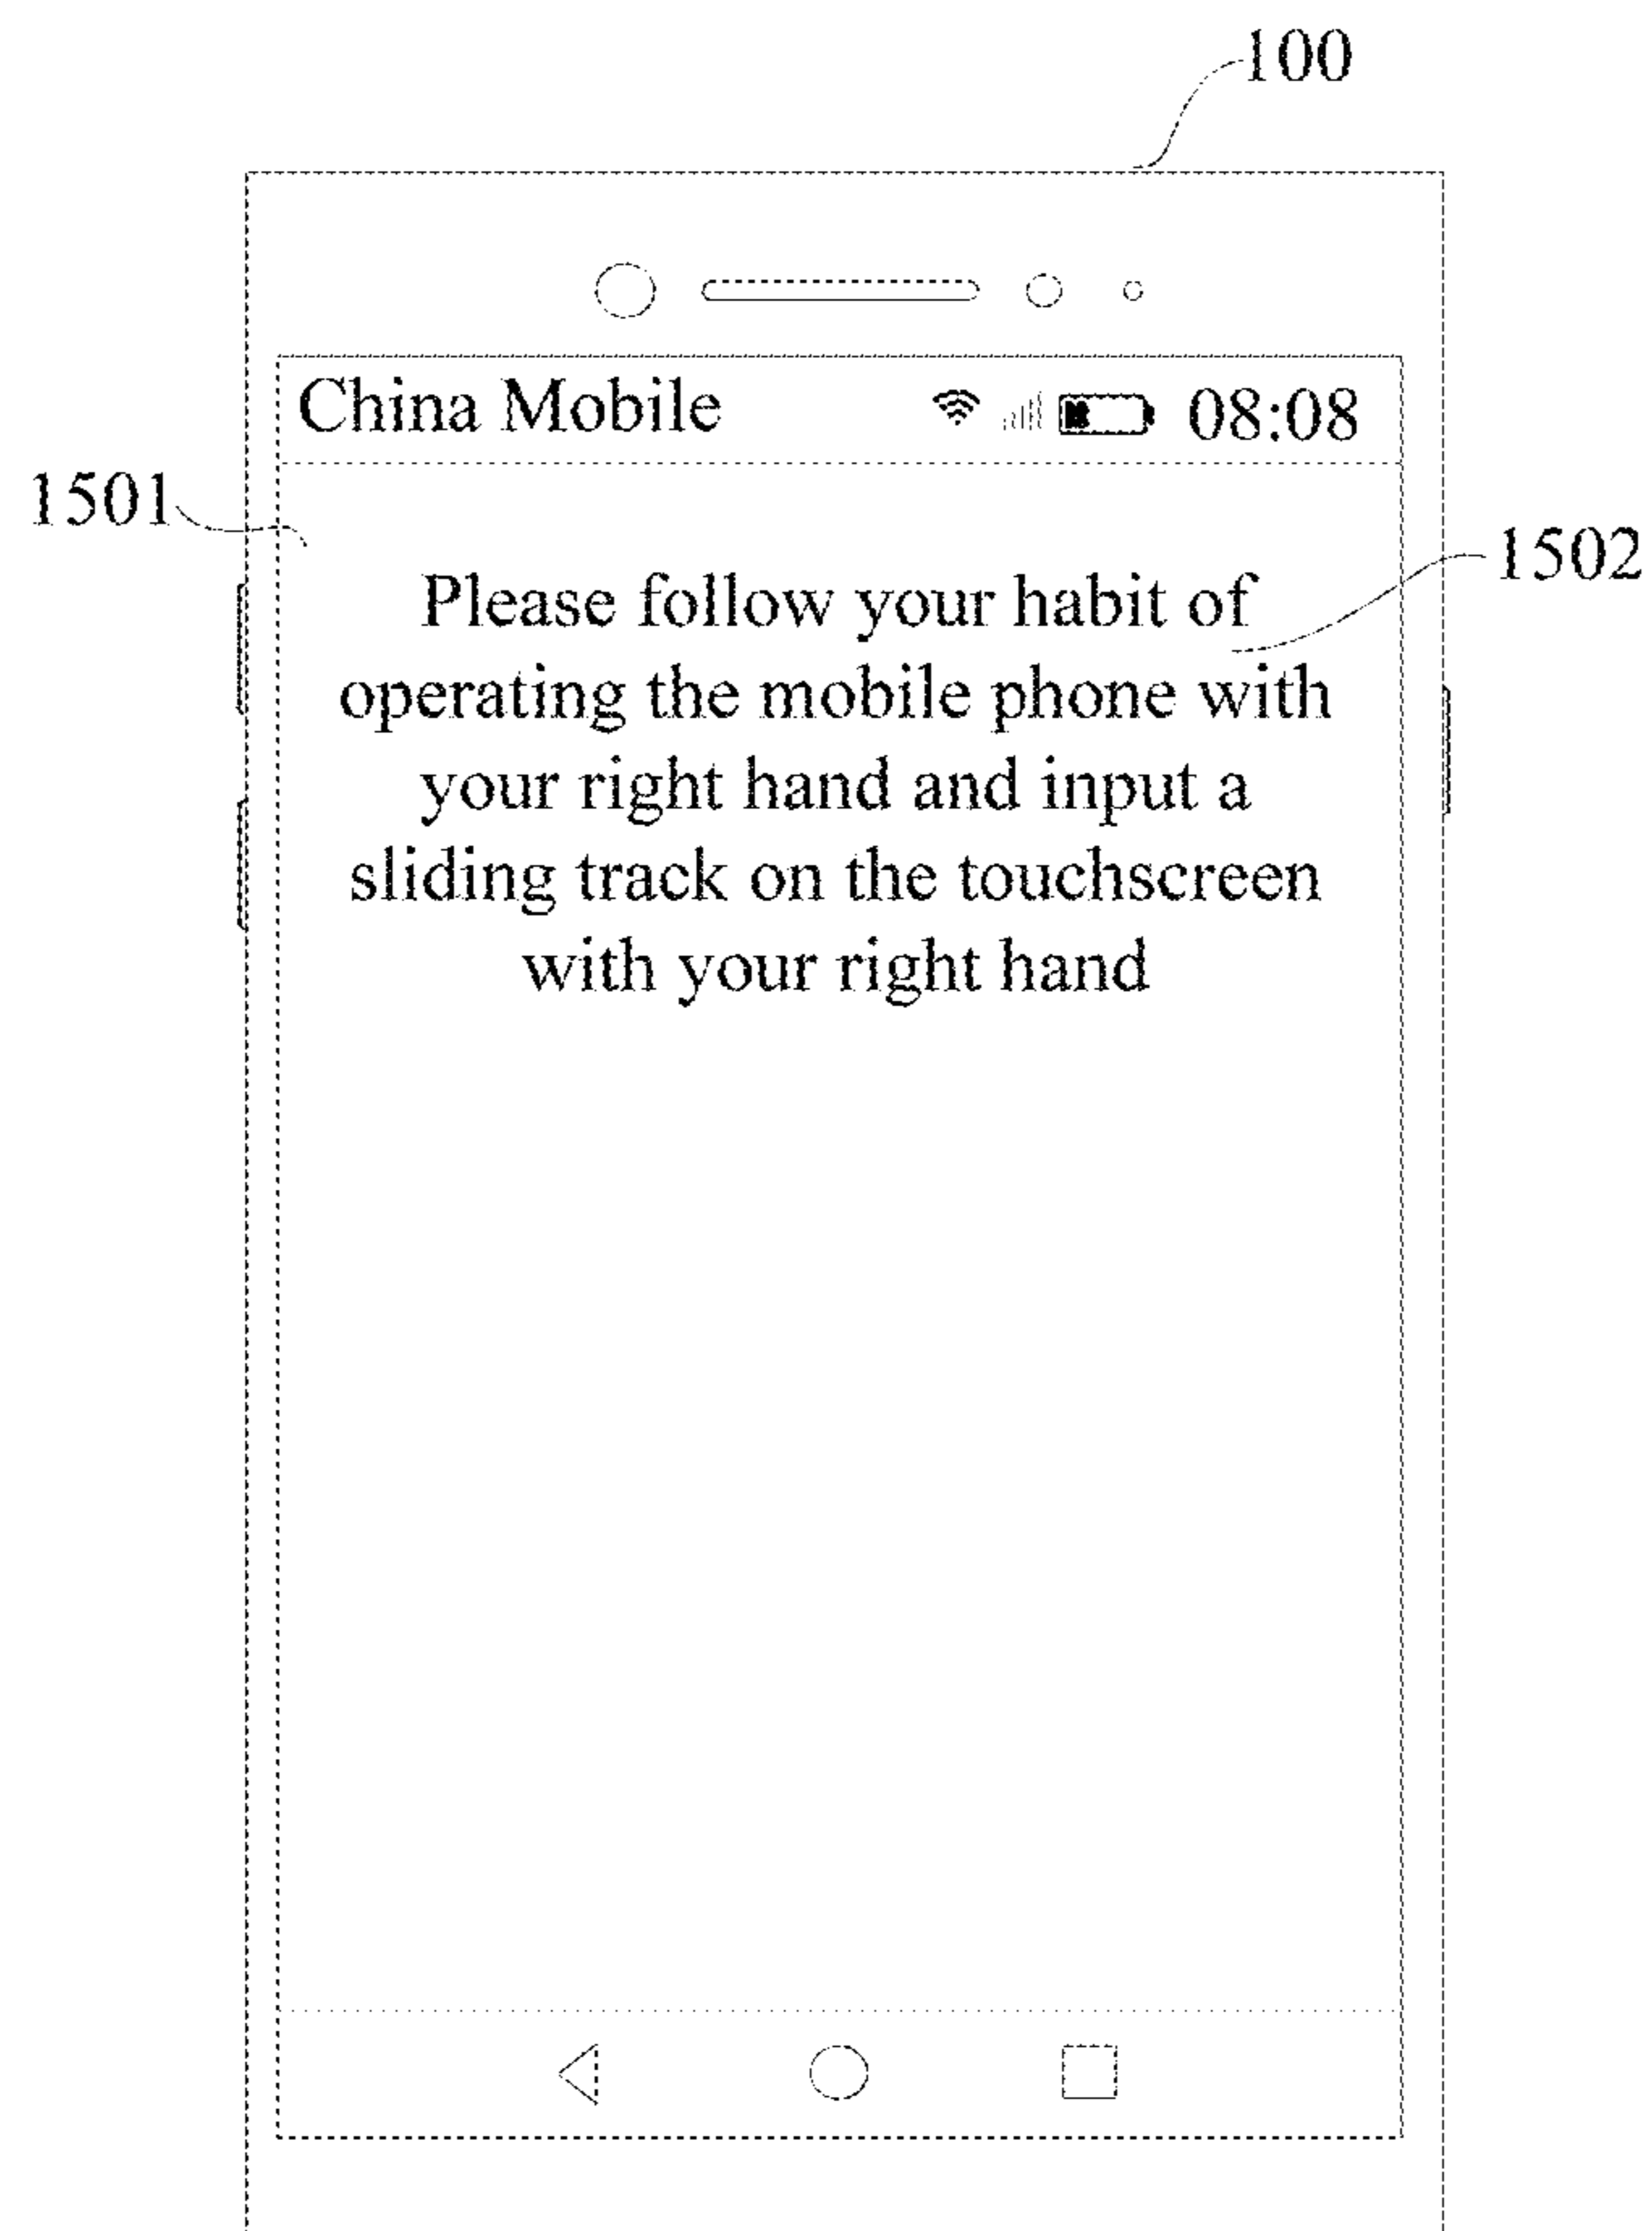 100
China Mobile 08:08
1501
1502
Please follow your habit of
operating the mobile phone with
your right hand and input a
sliding track on the touchscreen
with your right hand